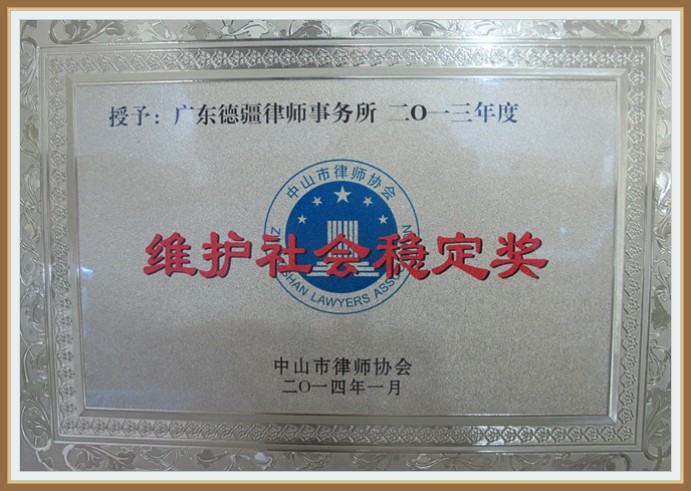 授予：广东德疆律师事务所 二O一三年度
中山市律师协会
SHAN LAWYERS ASSO
维护社会稳定奖
中山市律师协会
二O一四年一月